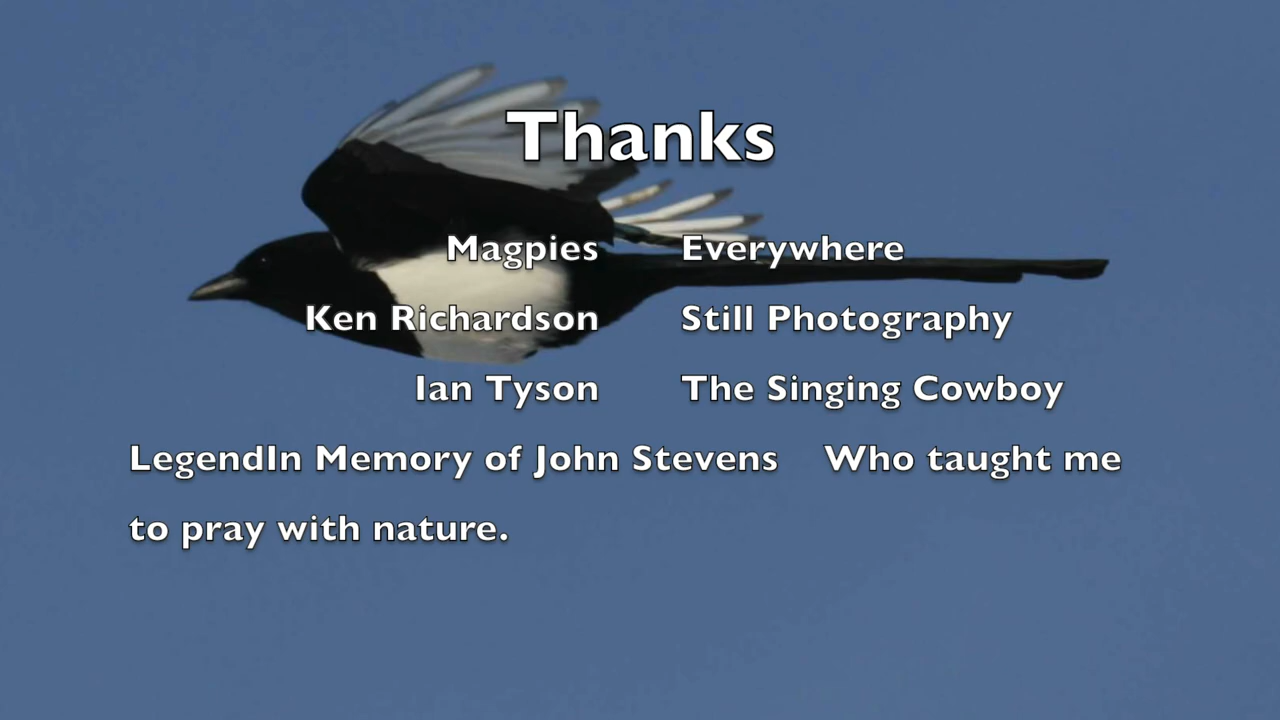 Thanks
Magpies Everywhere
Ken Richardson Still Photography
Ian Tyson The Singing Cowboy
LegendIn Memory of John Stevens Who taught me
to pray with nature.